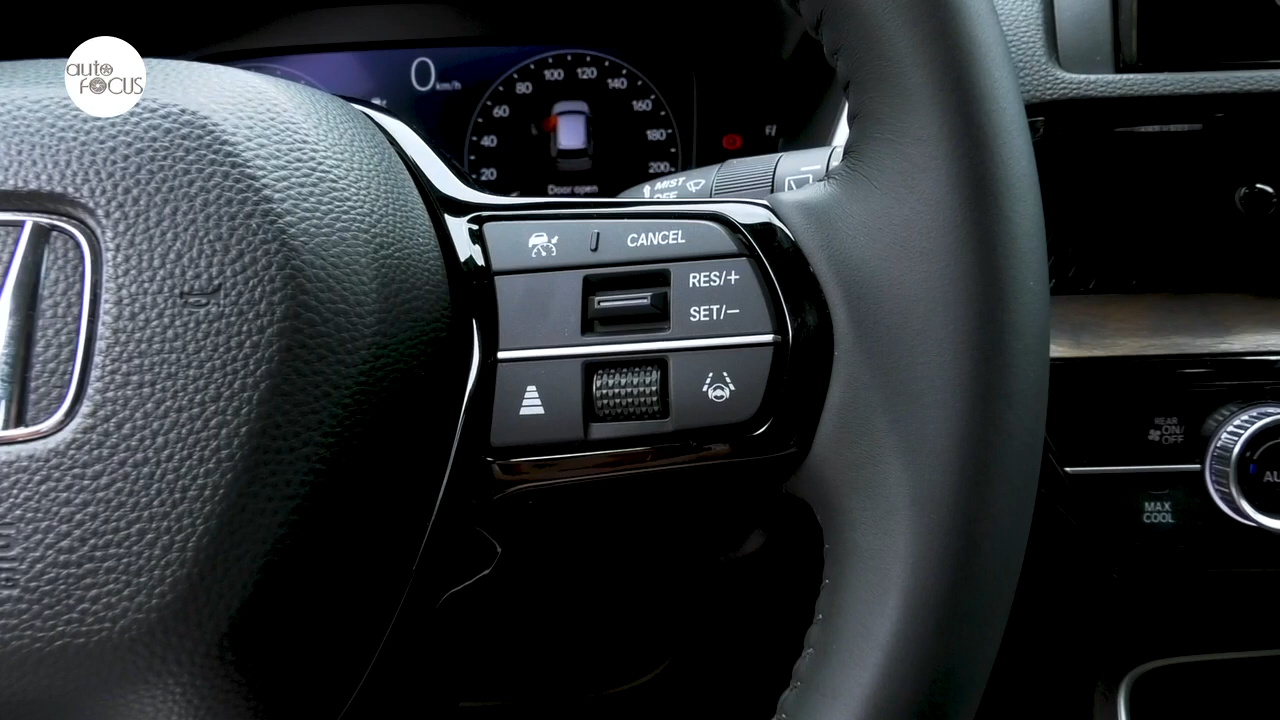 auto
FOCUS
0 km/h
20
40
60
80
100
120
140
160
180
200
Door open
MIST
OFF
CANCEL
RES/+
SET/−
REAR
ON/
OFF
MAX
COOL
AU